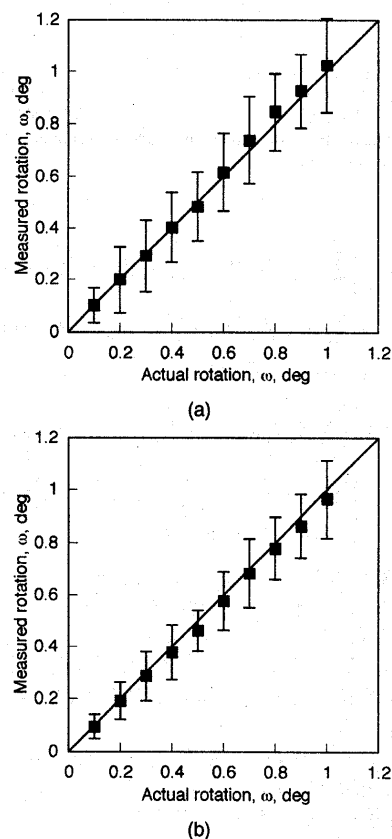 1.2
1
0.8
0.6
0.4
0.2
0
Measured rotation, ω, deg
0 0.2 0.4 0.6 0.8 1 1.2
Actual rotation, ω, deg
(a)
1.2
1
0.8
0.6
0.4
0.2
0
Measured rotation, ω, deg
0 0.2 0.4 0.6 0.8 1 1.2
Actual rotation, ω, deg
(b)